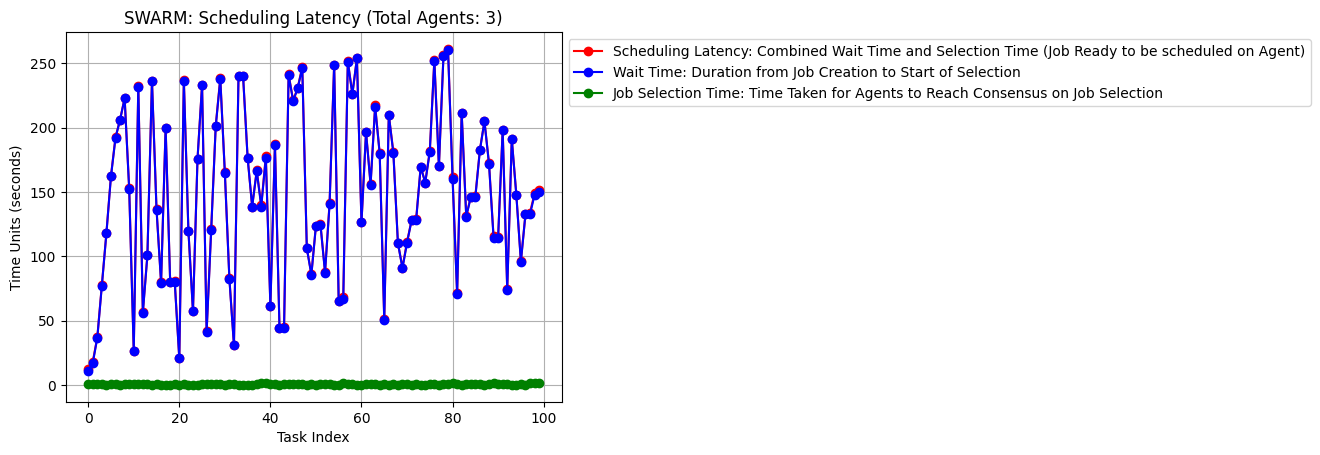 SWARM: Scheduling Latency (Total Agents: 3)
Scheduling Latency: Combined Wait Time and Selection Time (Job Ready to be scheduled on Agent)
Wait Time: Duration from Job Creation to Start of Selection
Job Selection Time: Time Taken for Agents to Reach Consensus on Job Selection
Time Units (seconds)
250
200
150
100
50
0
0 20 40 60 80 100
Task Index